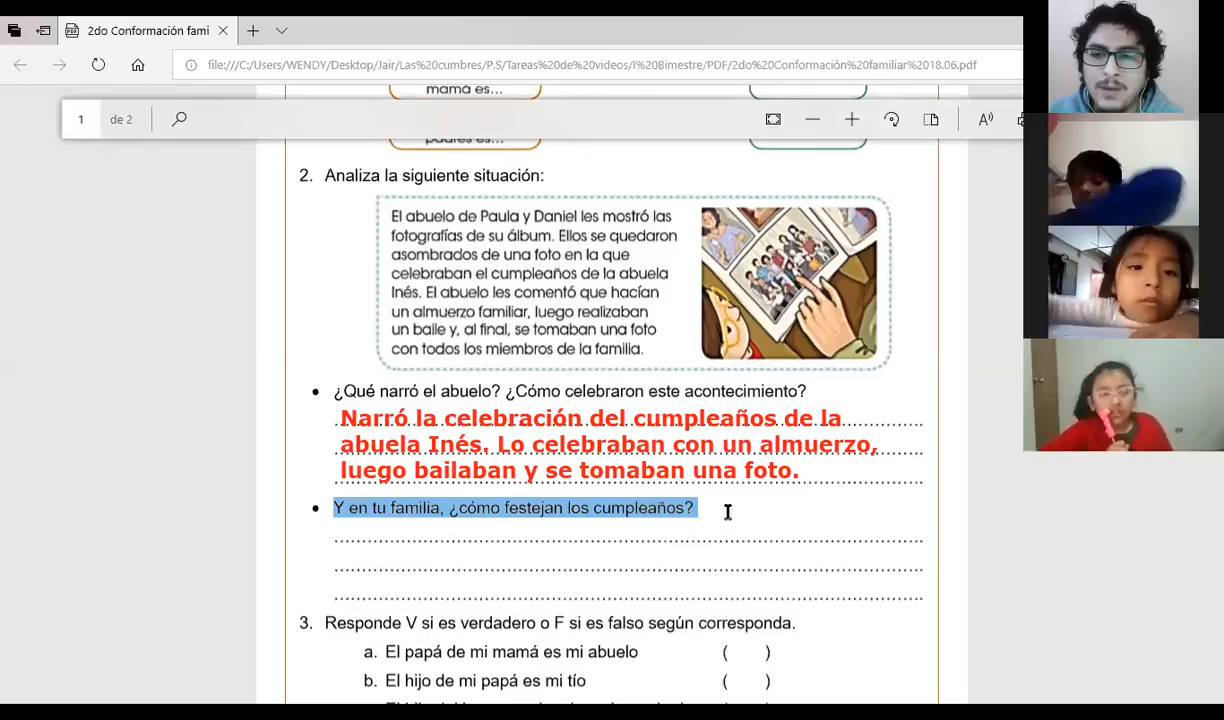 2do Conformación fami
file:///C:/Users/WENDY/Desktop/Jair/Las%20cumbres/P.S/Tareas%20de%20videos/I%20Bimestre/PDF/2do%20Conformación%20familiar%2018.06.pdf
mamá es...
1 de 2
padres es...
2. Analiza la siguiente situación:
El abuelo de Paula y Daniel les mostró las
fotografías de su álbum. Ellos se quedaron
asombrados de una foto en la que
celebraban el cumpleaños de la abuela
Inés. El abuelo les comentó que hacían
un almuerzo familiar, luego realizaban
un baile y, al final, se tomaban una foto
con todos los miembros de la familia.
• ¿Qué narró el abuelo? ¿Cómo celebraron este acontecimiento?
Narró la celebración del cumpleaños de la
abuela Inés. Lo celebraban con un almuerzo,
luego bailaban y se tomaban una foto.
• Y en tu familia, ¿cómo festejan los cumpleaños?
3. Responde V si es verdadero o F si es falso según corresponda.
a. El papá de mi mamá es mi abuelo ( )
b. El hijo de mi papá es mi tío ( )